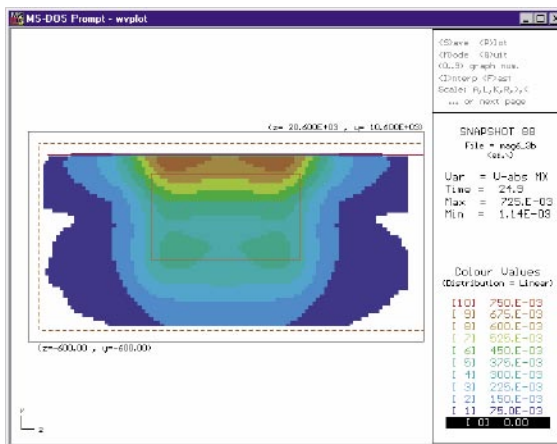 MS-DOS Prompt - wvplot
(S)ave (P)lot
(M)ode (Q)uit
(0..9) graph num.
(I)nterp (F)ast
Scale: A,L,K,R,>,<
... or next page
(z= 20.600E+03 , y= 10.600E+03)
SNAPSHOT 88
File = mag6_3b
Var = V-abs MX
Time = 24.9
Max = 725.E-03
Min = 1.14E-03
Colour Values
(Distribution = Linear)
[10] 750.E-03
[ 9] 675.E-03
[ 8] 600.E-03
[ 7] 525.E-03
[ 6] 450.E-03
[ 5] 375.E-03
[ 4] 300.E-03
[ 3] 225.E-03
[ 2] 150.E-03
[ 1] 75.0E-03
[ 0] 0.00
(z=-600.00 , y=-600.00)
y
z